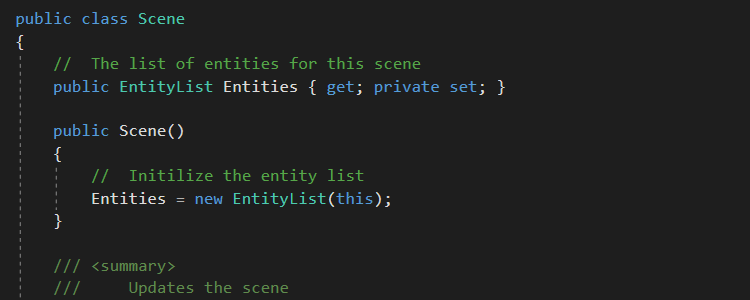 public class Scene
{
    //  The list of entities for this scene
    public EntityList Entities { get; private set; }

    public Scene()
    {
        //  Initilize the entity list
        Entities = new EntityList(this);
    }

    /// <summary>
    ///     Updates the scene